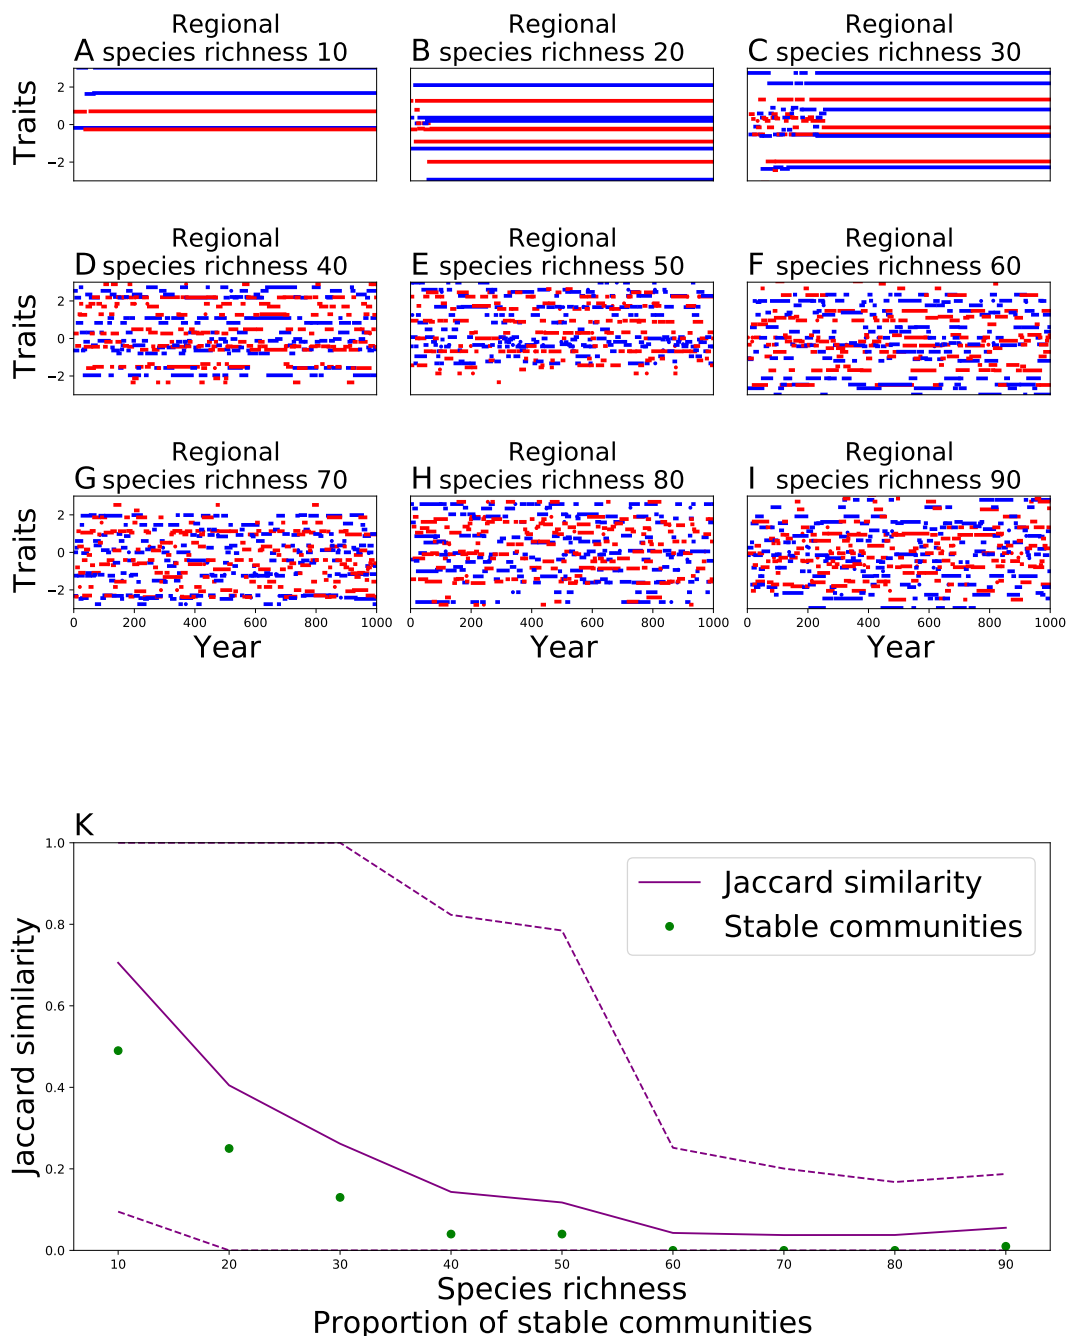 Regional
A species richness 10
Regional
B species richness 20
Regional
C species richness 30
Traits
2
0
−2
Regional
D species richness 40
Regional
E species richness 50
Regional
F species richness 60
Traits
2
0
−2
Regional
G species richness 70
Regional
H species richness 80
Regional
I species richness 90
Traits
2
0
−2
0 200 400 600 800 1000
0 200 400 600 800 1000
0 200 400 600 800 1000
Year
Year
Year
K
Jaccard similarity
1.0
0.8
0.6
0.4
0.2
0.0
Jaccard similarity
Stable communities
10 20 30 40 50 60 70 80 90
Species richness
Proportion of stable communities